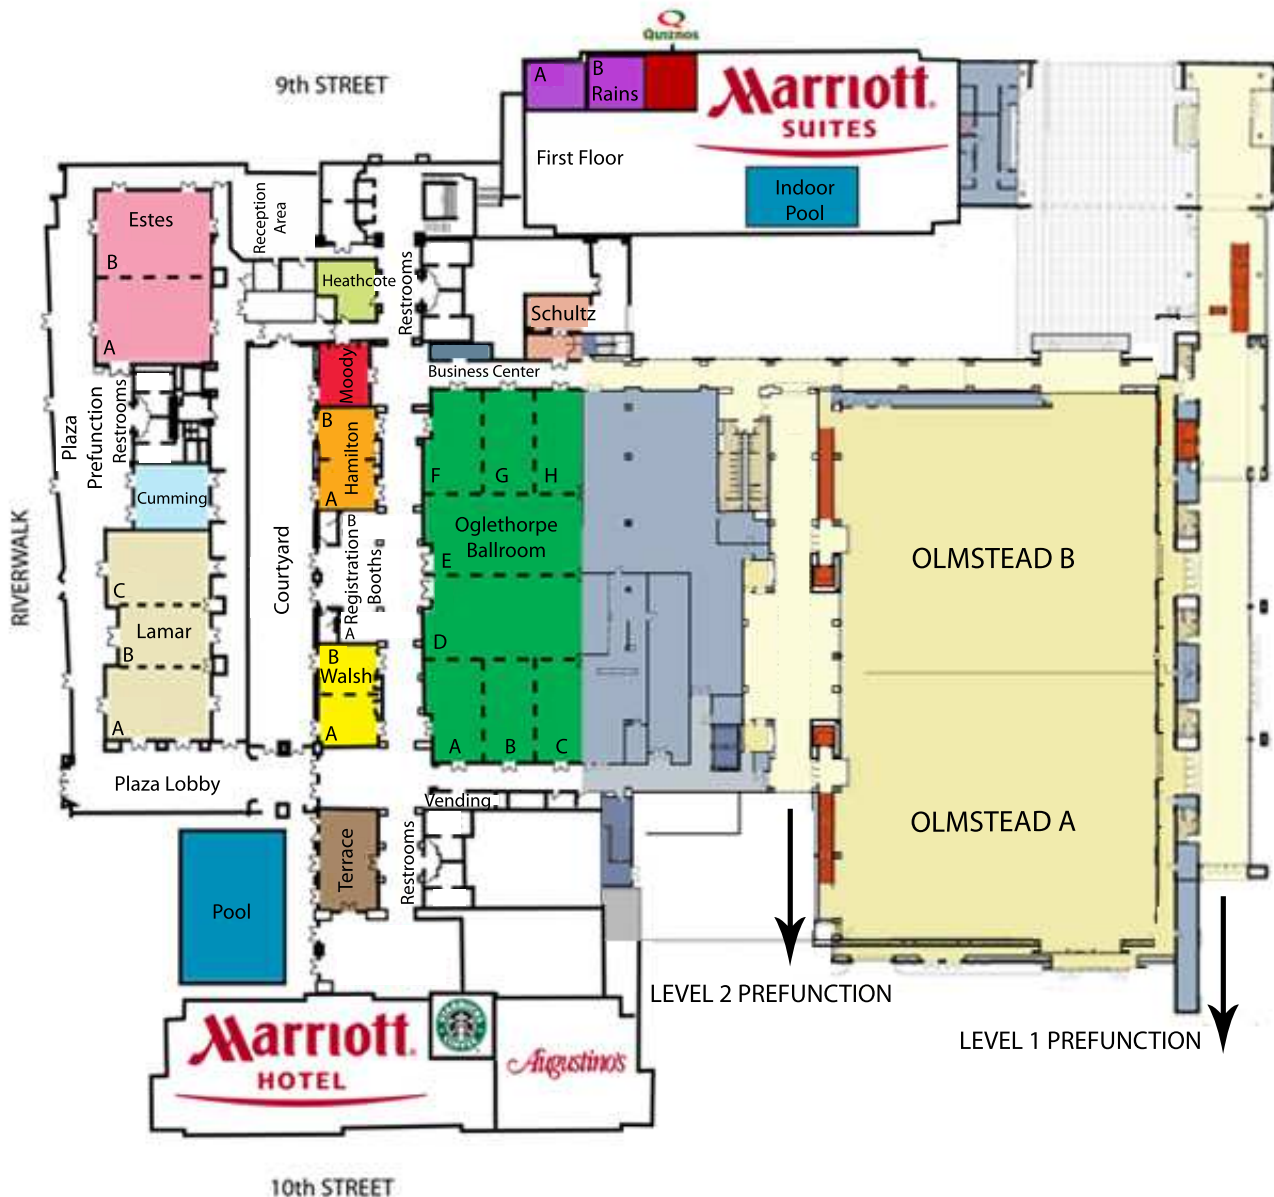 Quiznos
9th STREET
A
B
Rains
Marriott
SUITES
First Floor
Indoor
Pool
Estes
B
A
Reception
Area
Heathcote
Restrooms
Schultz
Business Center
Moody
B
Hamilton
A
Plaza
Prefunction
Restrooms
Cumming
RIVERWALK
Courtyard
B
Registration
Booths
A
F
G
H
Oglethorpe
Ballroom
E
D
A
B
C
OLMSTEAD B
OLMSTEAD A
C
Lamar
B
A
B
Walsh
A
Plaza Lobby
Vending
Terrace
Restrooms
Pool
LEVEL 2 PREFUNCTION
LEVEL 1 PREFUNCTION
Marriott
HOTEL
STARBUCKS COFFEE
Augustino's
10th STREET